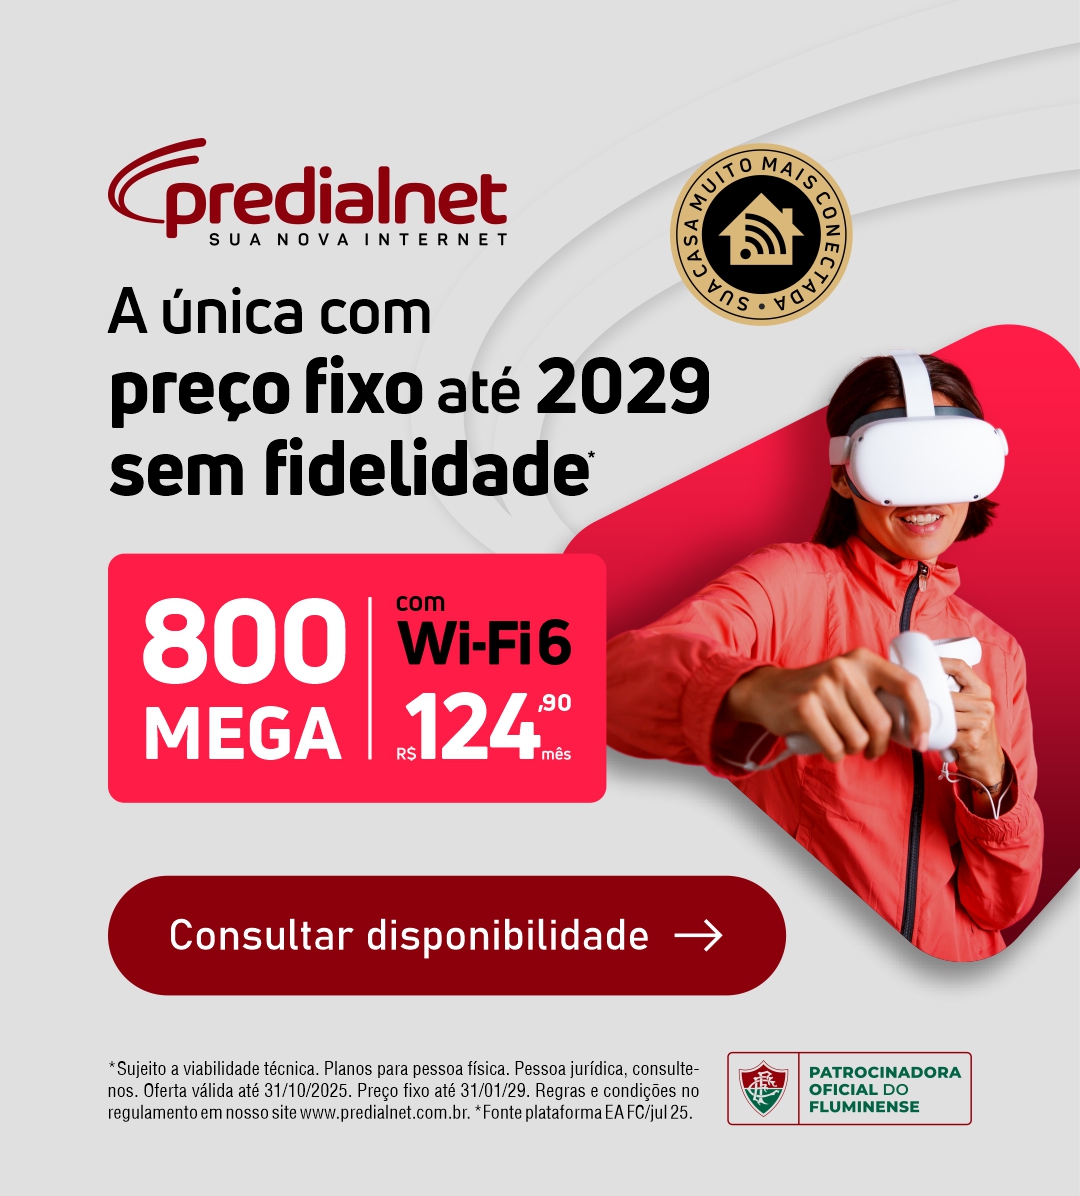 predialnet
SUA NOVA INTERNET
SUA CASA MUITO MAIS CONECTADA •
A única com
preço fixo até 2029
sem fidelidade*
800
MEGA
com
Wi-Fi 6
R$124,90
mês
Consultar disponibilidade →
*Sujeito a viabilidade técnica. Planos para pessoa física. Pessoa jurídica, consulte-
nos. Oferta válida até 31/10/2025. Preço fixo até 31/01/29. Regras e condições no
regulamento em nosso site www.predialnet.com.br. *Fonte plataforma EA FC/jul 25.
PATROCINADORA
OFICIAL DO
FLUMINENSE